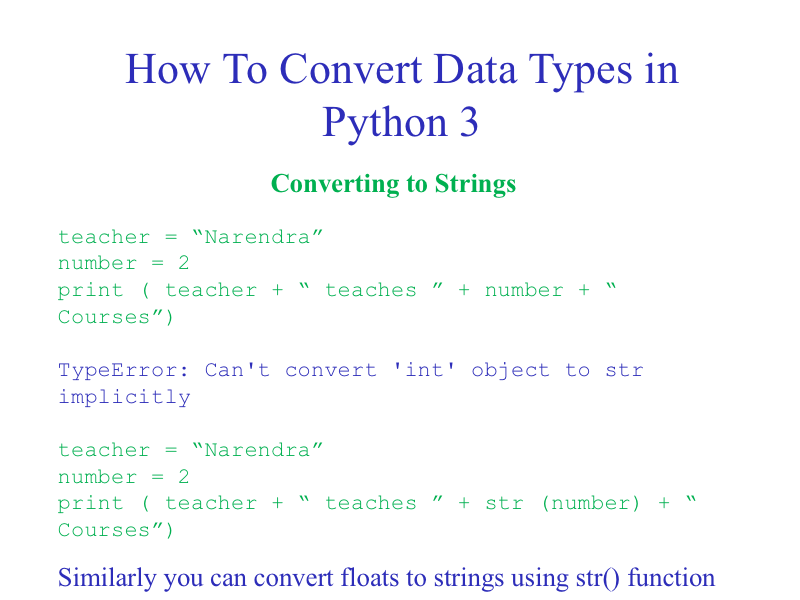 How To Convert Data Types in
Python 3
Converting to Strings
teacher = “Narendra”
number = 2
print ( teacher + “ teaches ” + number + “
Courses”)
TypeError: Can't convert 'int' object to str
implicitly
teacher = “Narendra”
number = 2
print ( teacher + “ teaches ” + str (number) + “
Courses”)
Similarly you can convert floats to strings using str() function